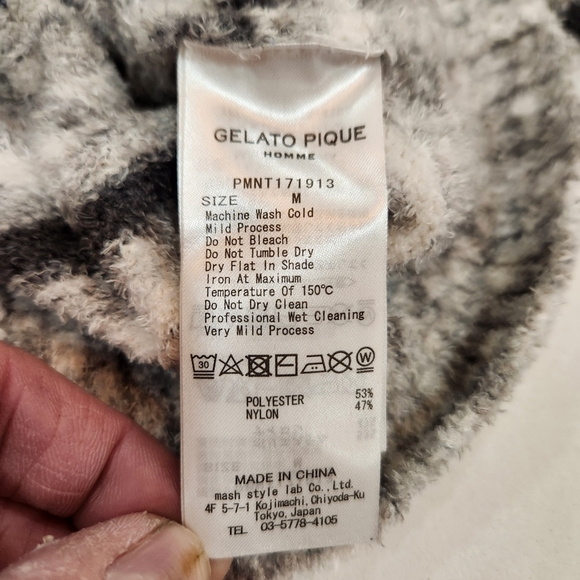 GELATO PIQUE
HOMME
PMNT171913
SIZE M
Machine Wash Cold
Mild Process
Do Not Bleach
Do Not Tumble Dry
Dry Flat In Shade
Iron At Maximum
Temperature Of 150℃
Do Not Dry Clean
Professional Wet Cleaning
Very Mild Process
30 W
POLYESTER 53%
NYLON 47%
MADE IN CHINA
mash style lab Co.,Ltd.
4F 5-7-1 Kojimachi,Chiyoda-Ku
Tokyo,Japan
TEL 03-5778-4105